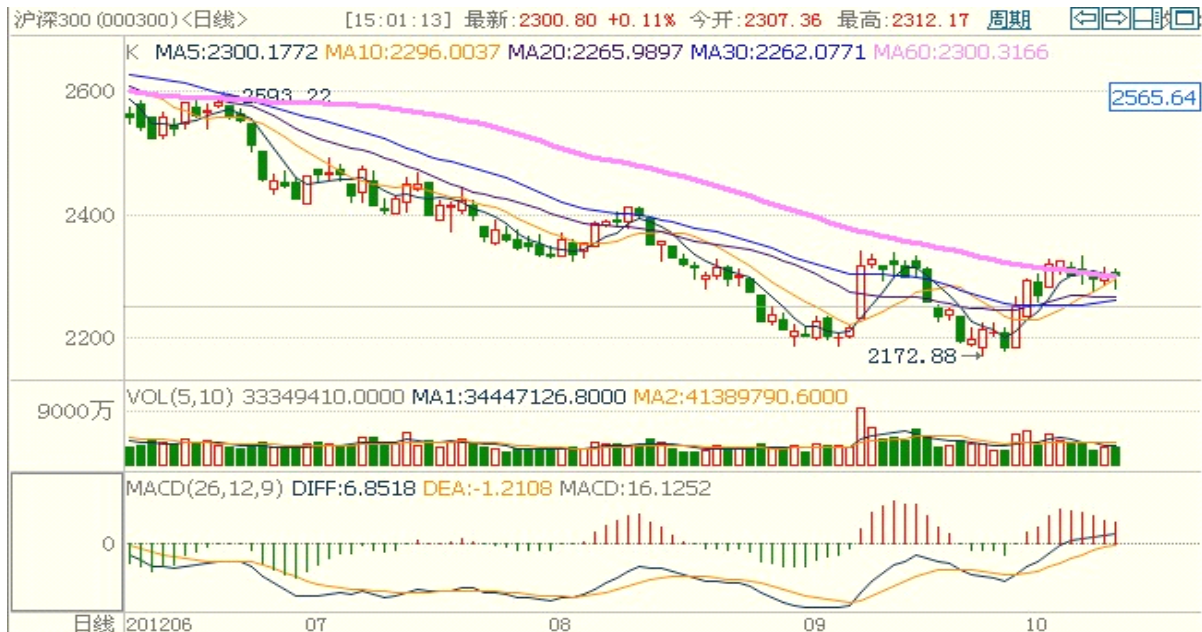 沪深300(000300)<日线> [15:01:13] 最新:2300.80 +0.11% 今开:2307.36 最高:2312.17 周期
K MA5:2300.1772 MA10:2296.0037 MA20:2265.9897 MA30:2262.0771 MA60:2300.3166
2600
2593.22
2565.64
2400
2200
2172.88
VOL(5,10) 33349410.0000 MA1:34447126.8000 MA2:41389790.6000
9000万
MACD(26,12,9) DIFF:6.8518 DEA:-1.2108 MACD:16.1252
0
日线 201206 07 08 09 10